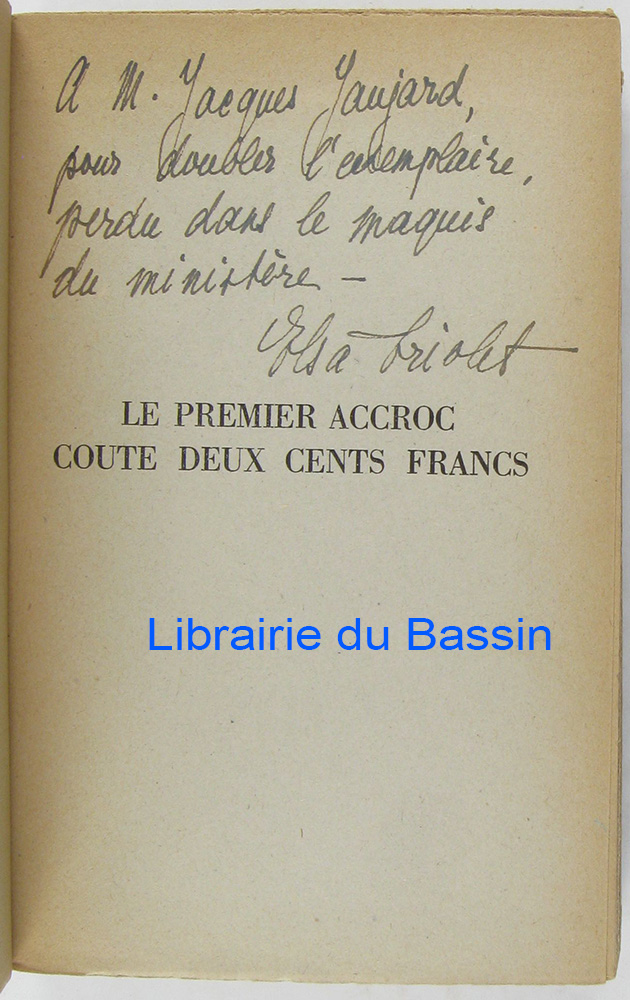 A M. Jacques Jaujard,
pour doubler l'exemplaire,
perdu dans le maquis
du ministère —
Elsa Triolet
LE PREMIER ACCROC
COUTE DEUX CENTS FRANCS
Librairie du Bassin